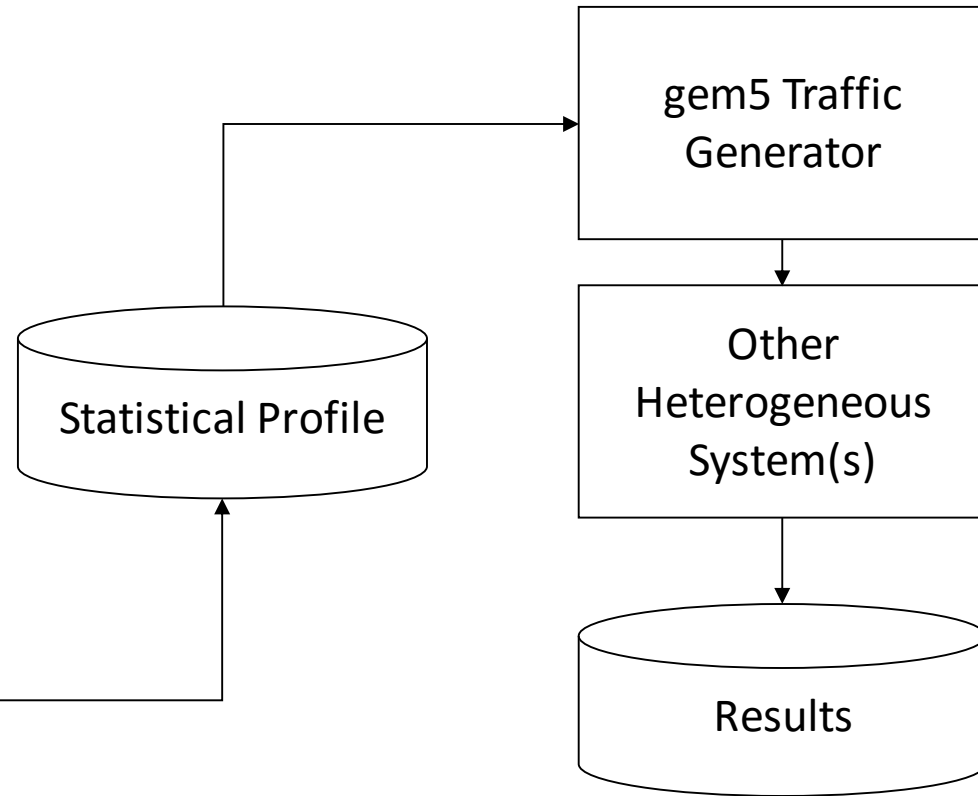 gem5 Traffic
Generator
Other
Heterogeneous
System(s)
Statistical Profile
Results